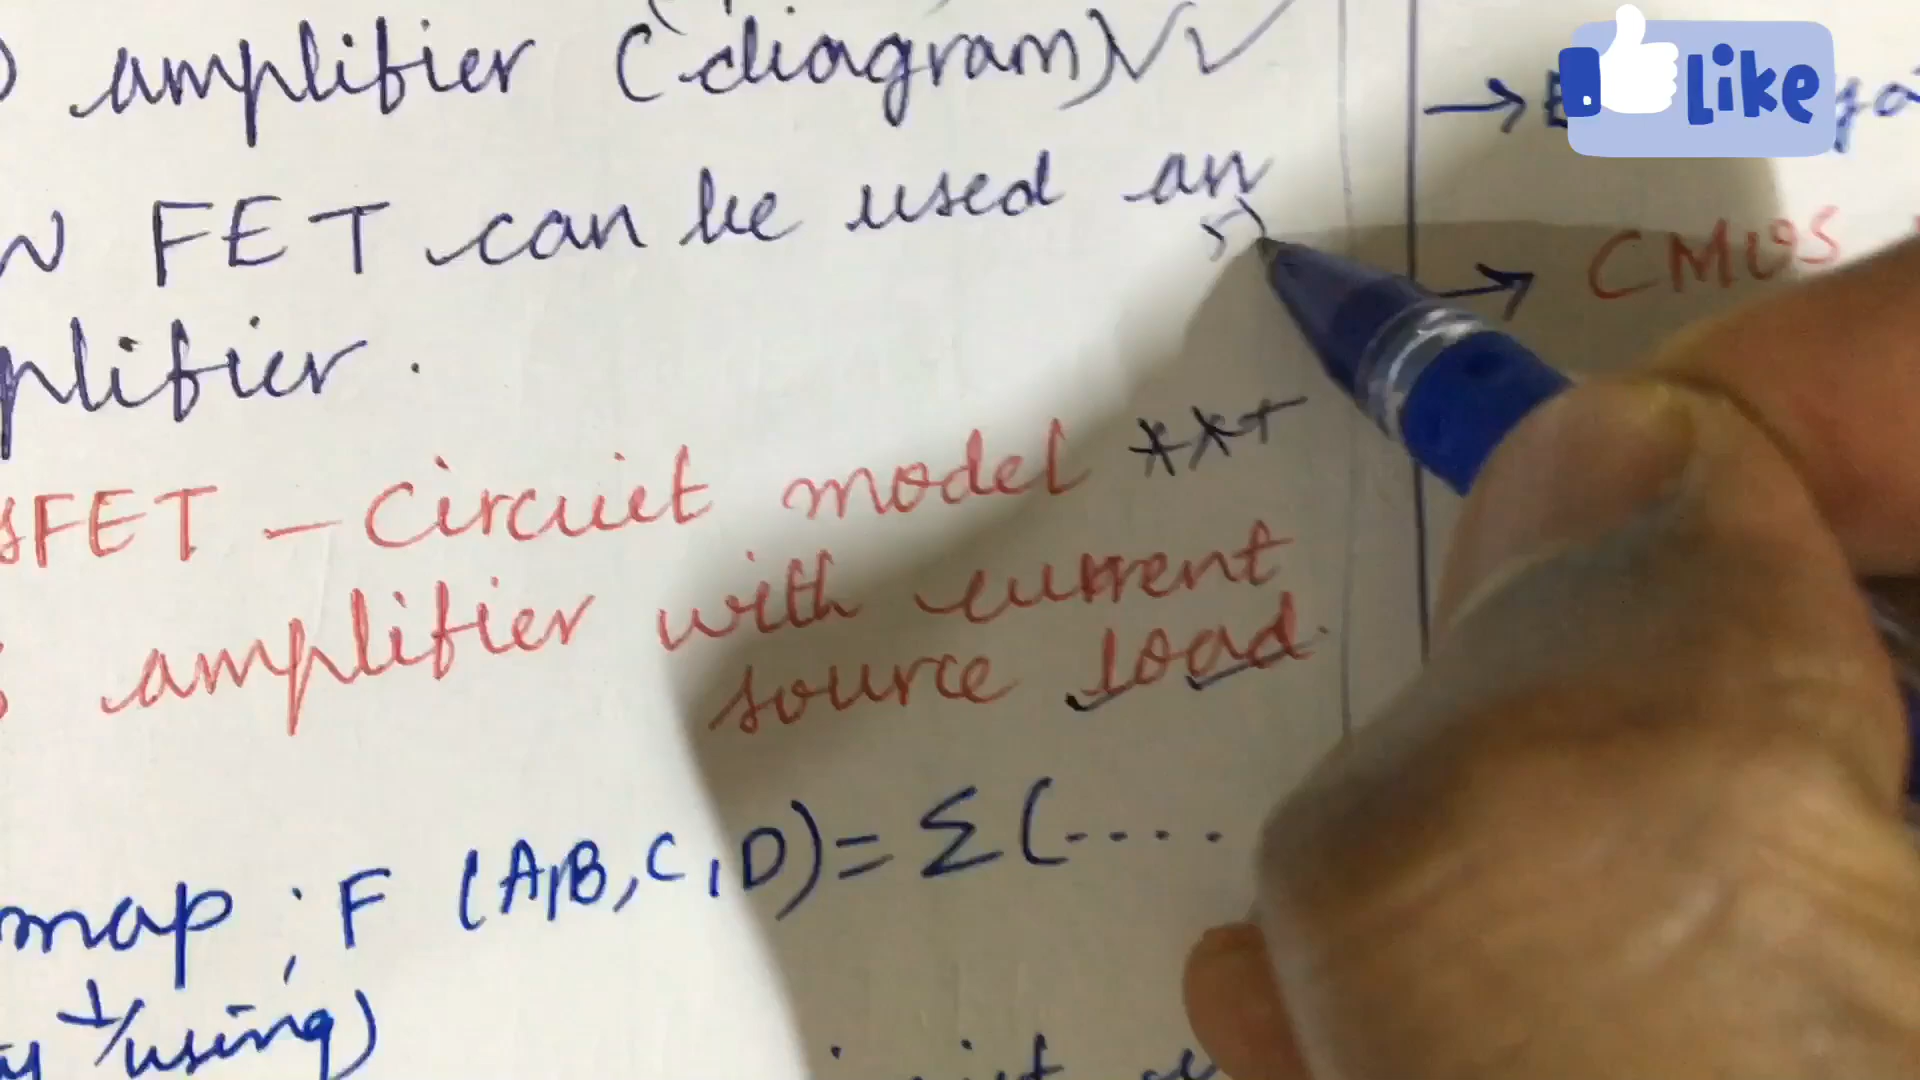 ) amplifier (diagram) ✓✓
FET can be used an
plifier.
sFET - Circuit model ***
amplifier with current
source load.
map; F (A,B,C,D)=Σ(....
using)
→
→ CMOS
Like